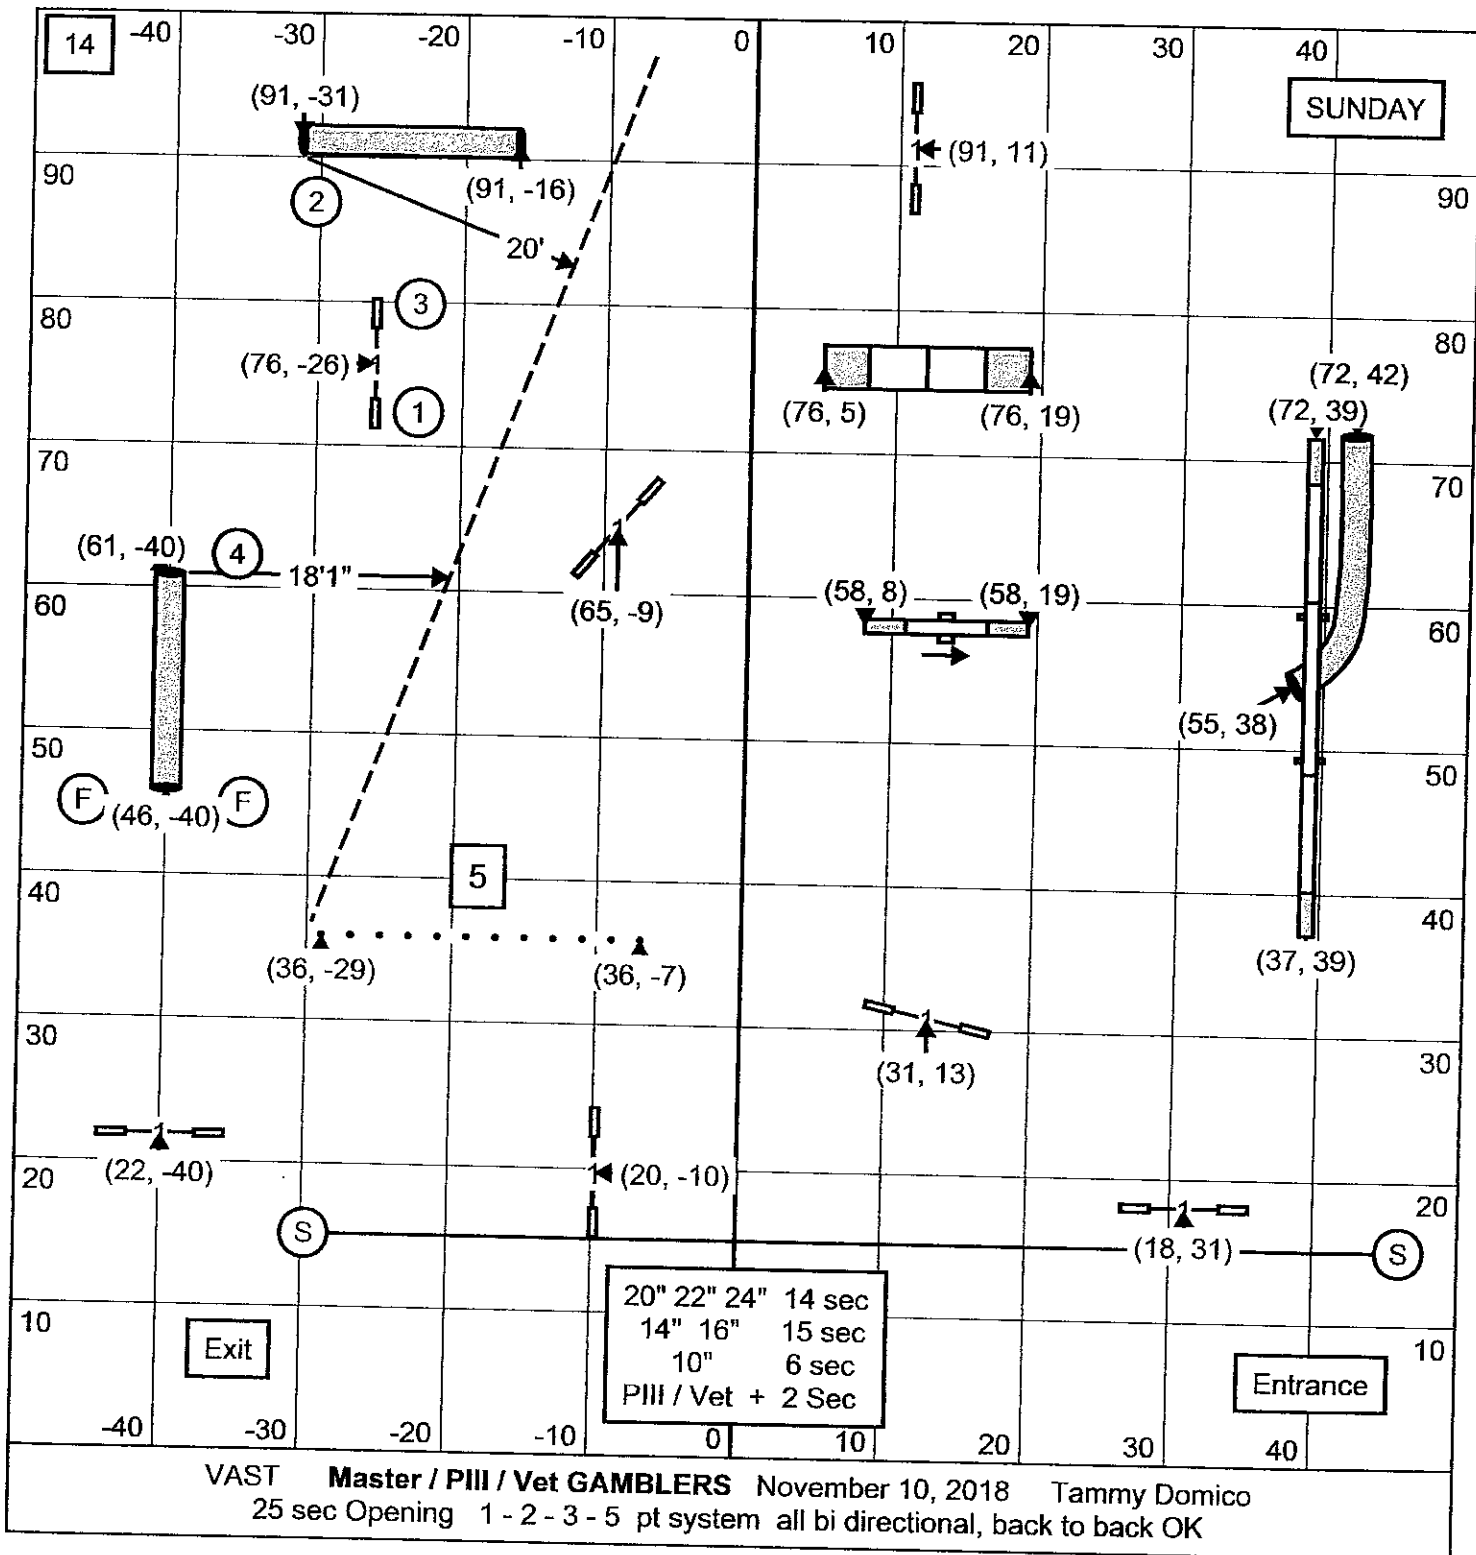 14 -40 -30 -20 -10 0 10 20 30 40
SUNDAY
(91, -31)
(91, 11)
90 (91, -16) 90
2
20'
3
80 80
(76, -26)
(72, 42)
1 (76, 5) (76, 19) (72, 39)
70 70
(61, -40) 4
18'1"
60 (65, -9) (58, 8) (58, 19) 60
(55, 38)
50 50
F (46, -40) F
5
40 40
(36, -29) (36, -7) (37, 39)
30 30
1
(31, 13)
1
(22, -40) 1 (20, -10)
20 20
1
S (18, 31) S
20" 22" 24" 14 sec
14" 16" 15 sec
10" 6 sec
PIII / Vet + 2 Sec
10 10
Exit Entrance
-40 -30 -20 -10 0 10 20 30 40
VAST Master / PIII / Vet GAMBLERS November 10, 2018 Tammy Domico
25 sec Opening 1 - 2 - 3 - 5 pt system all bi directional, back to back OK